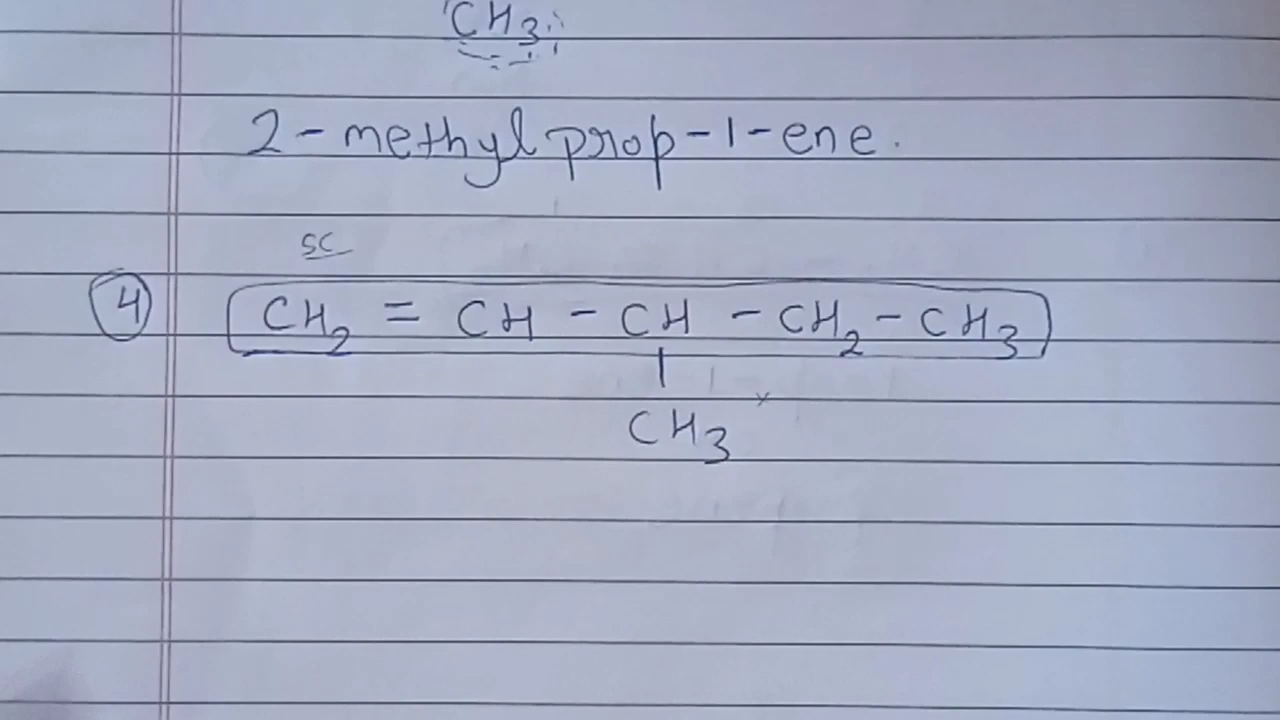 CH3
2-methylprop-1-ene.
SC
4 CH2 = CH - CH - CH2 - CH3
CH3